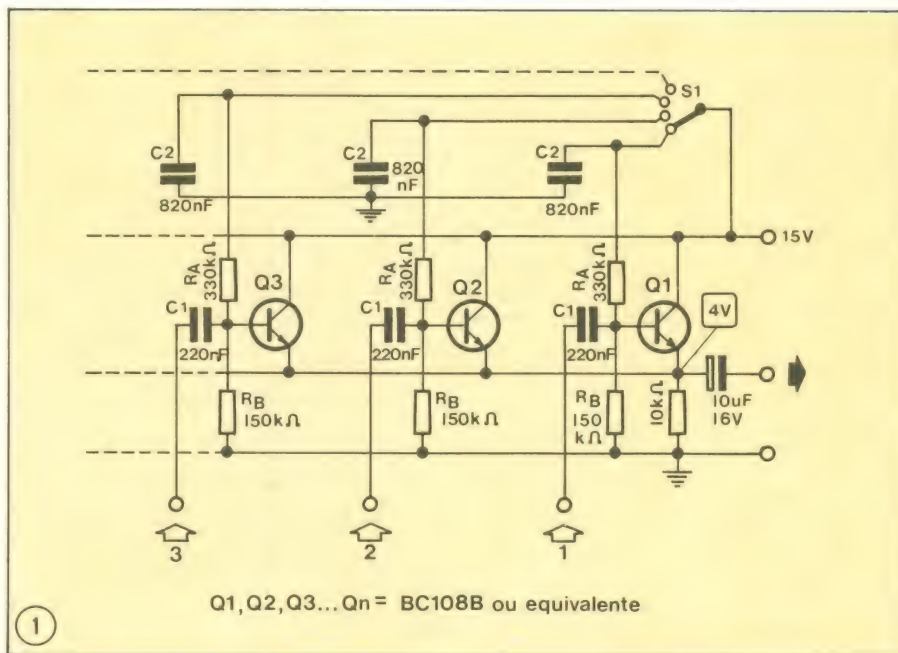 S1
C2
820nF
C2
820
nF
C2
820nF
15V
RA
330kΩ
Q3
RA
330kΩ
Q2
RA
330kΩ
Q1
4V
C1
220nF
C1
220nF
C1
220nF
RB
150kΩ
RB
150kΩ
RB
150
kΩ
10kΩ
10uF
16V
3
2
1
Q1,Q2,Q3...Qn= BC108B ou equivalente
1